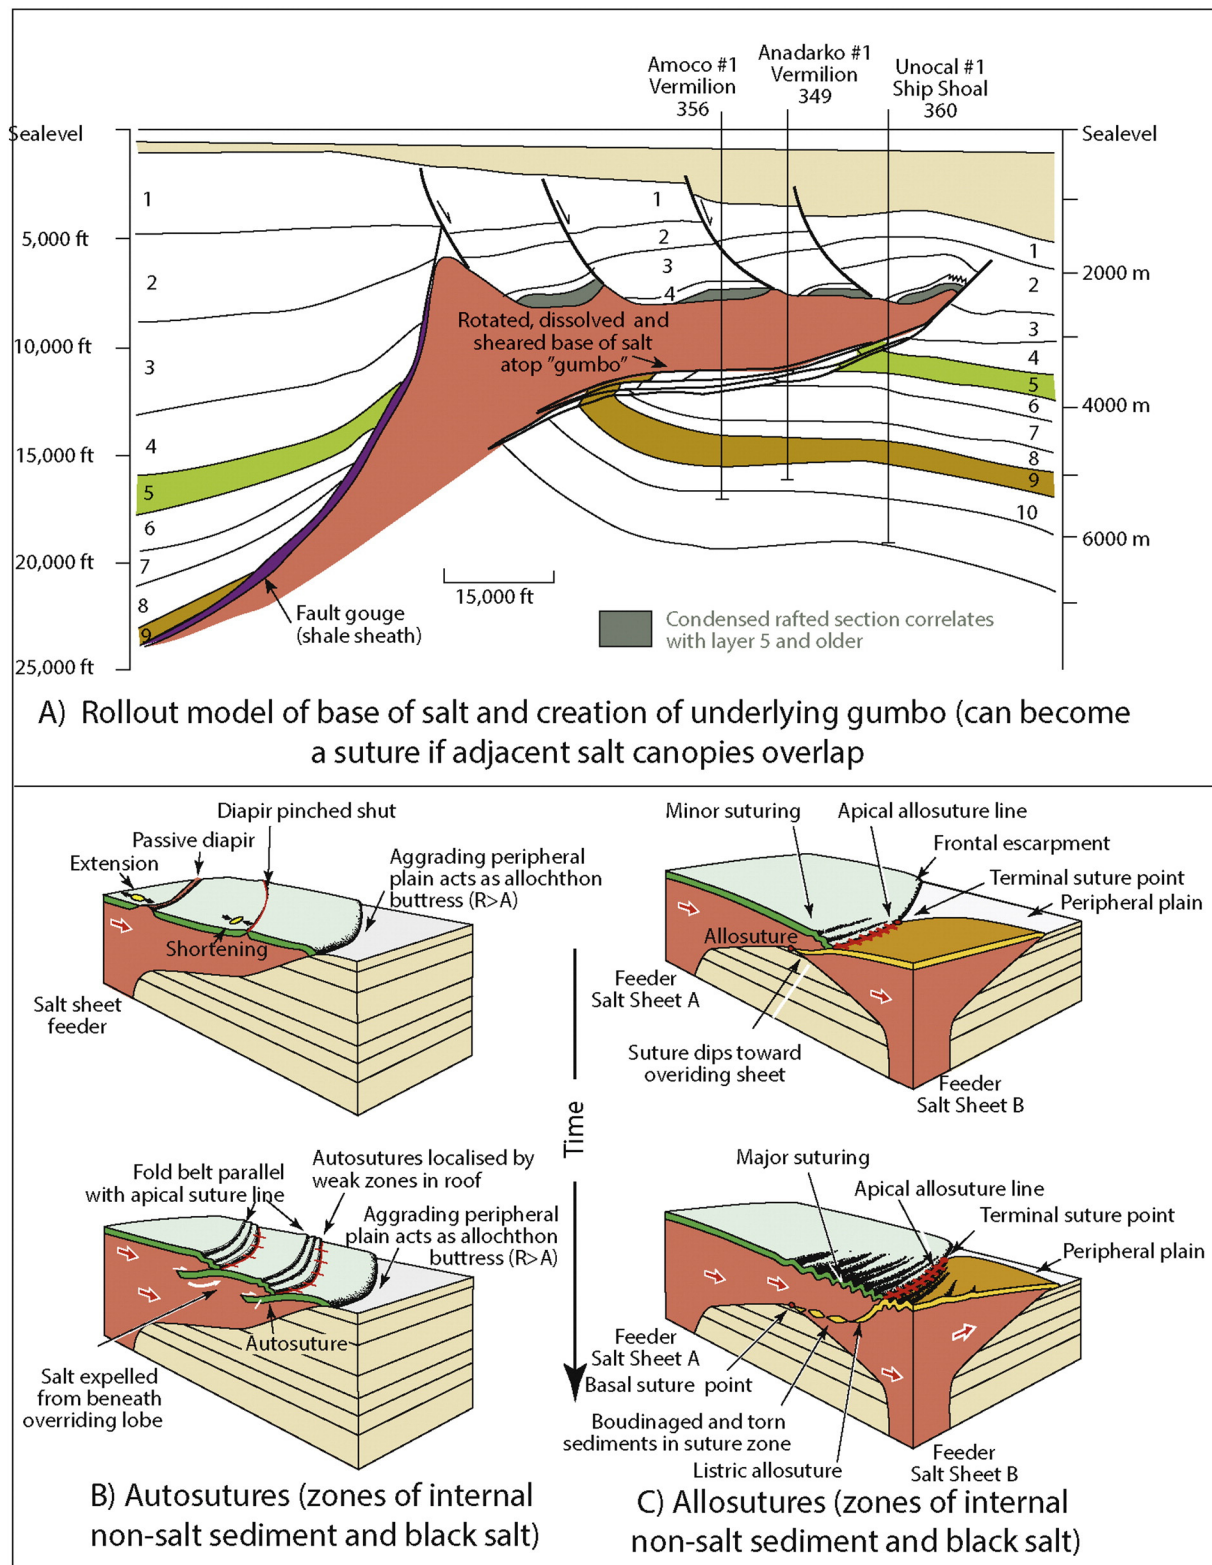 Amoco #1
Vermilion
356
Anadarko #1
Vermilion
349
Unocal #1
Ship Shoal
360
Sealevel
Sealevel
1
1
1
2
2
2
3
3
3
4
4
4
5
5
6
6
7
7
8
8
9
9
10
5,000 ft
10,000 ft
15,000 ft
20,000 ft
25,000 ft
2000 m
4000 m
6000 m
Rotated, dissolved and
sheared base of salt
atop "gumbo"
Fault gouge
(shale sheath)
15,000 ft
Condensed rafted section correlates
with layer 5 and older
A) Rollout model of base of salt and creation of underlying gumbo (can become
a suture if adjacent salt canopies overlap
Diapir pinched shut
Passive diapir
Extension
Aggrading peripheral
plain acts as allochthon
buttress (R>A)
Shortening
Salt sheet
feeder
Fold belt parallel
with apical suture line
Autosutures localised by
weak zones in roof
Aggrading peripheral
plain acts as allochthon
buttress (R>A)
Autosuture
Salt expelled
from beneath
overriding lobe
B) Autosutures (zones of internal
non-salt sediment and black salt)
Time
Minor suturing
Apical allosuture line
Frontal escarpment
Terminal suture point
Peripheral plain
Allosuture
Feeder
Salt Sheet A
Suture dips toward
overiding sheet
Feeder
Salt Sheet B
Major suturing
Apical allosuture line
Terminal suture point
Peripheral plain
Feeder
Salt Sheet A
Basal suture point
Boudinaged and torn
sediments in suture zone
Listric allosuture
Feeder
Salt Sheet B
C) Allosutures (zones of internal
non-salt sediment and black salt)